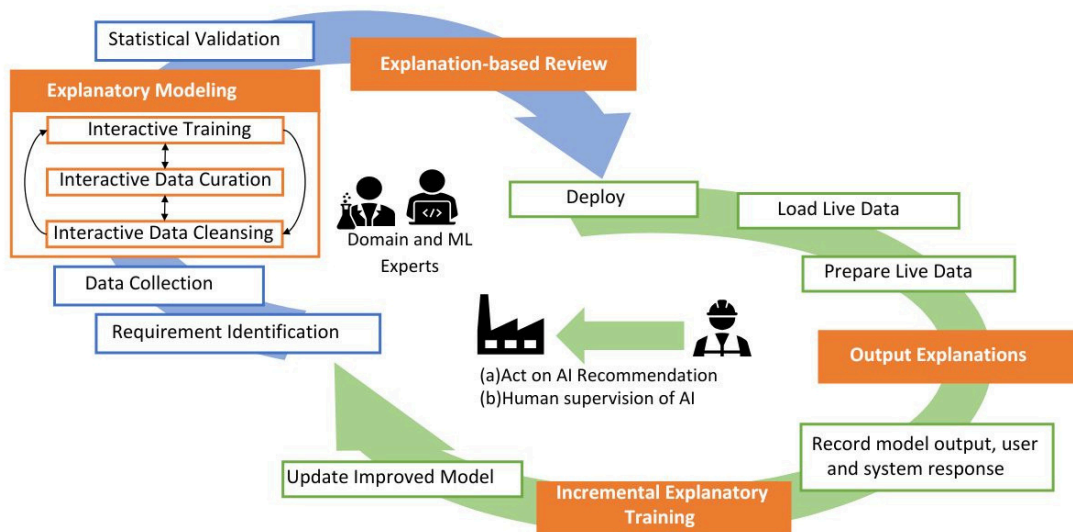 Statistical Validation
Explanation-based Review
Explanatory Modeling
Interactive Training
Interactive Data Curation
Interactive Data Cleansing
Data Collection
Requirement Identification
</>
Domain and ML
Experts
Deploy
Load Live Data
Prepare Live Data
Output Explanations
(a)Act on AI Recommendation
(b)Human supervision of AI
Record model output, user
and system response
Incremental Explanatory
Training
Update Improved Model